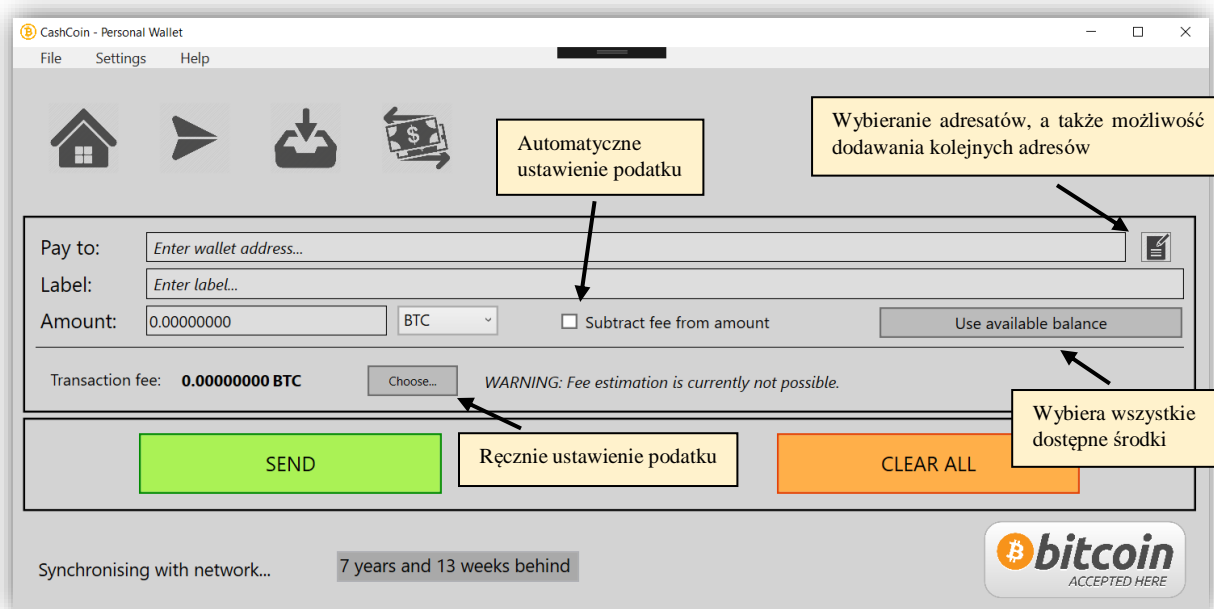 CashCoin - Personal Wallet
File Settings Help
Automatyczne
ustawienie podatku
Wybieranie adresatów, a także możliwość
dodawania kolejnych adresów
Pay to: Enter wallet address...
Label: Enter label...
Amount: 0.00000000 BTC Subtract fee from amount Use available balance
Transaction fee: 0.00000000 BTC Choose... WARNING: Fee estimation is currently not possible.
Wybiera wszystkie
dostępne środki
Ręcznie ustawienie podatku
SEND CLEAR ALL
Synchronising with network... 7 years and 13 weeks behind
bitcoin
ACCEPTED HERE